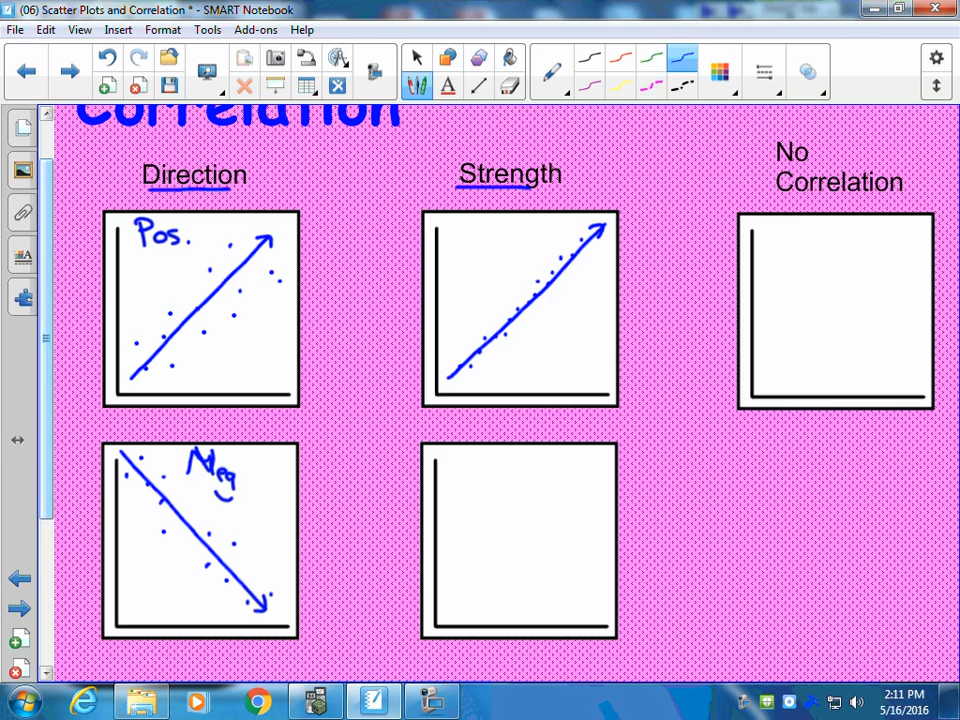 (06) Scatter Plots and Correlation * - SMART Notebook
File Edit View Insert Format Tools Add-ons Help
Correlation
Direction
Strength
No
Correlation
Pos.
Neg
2:11 PM
5/16/2016